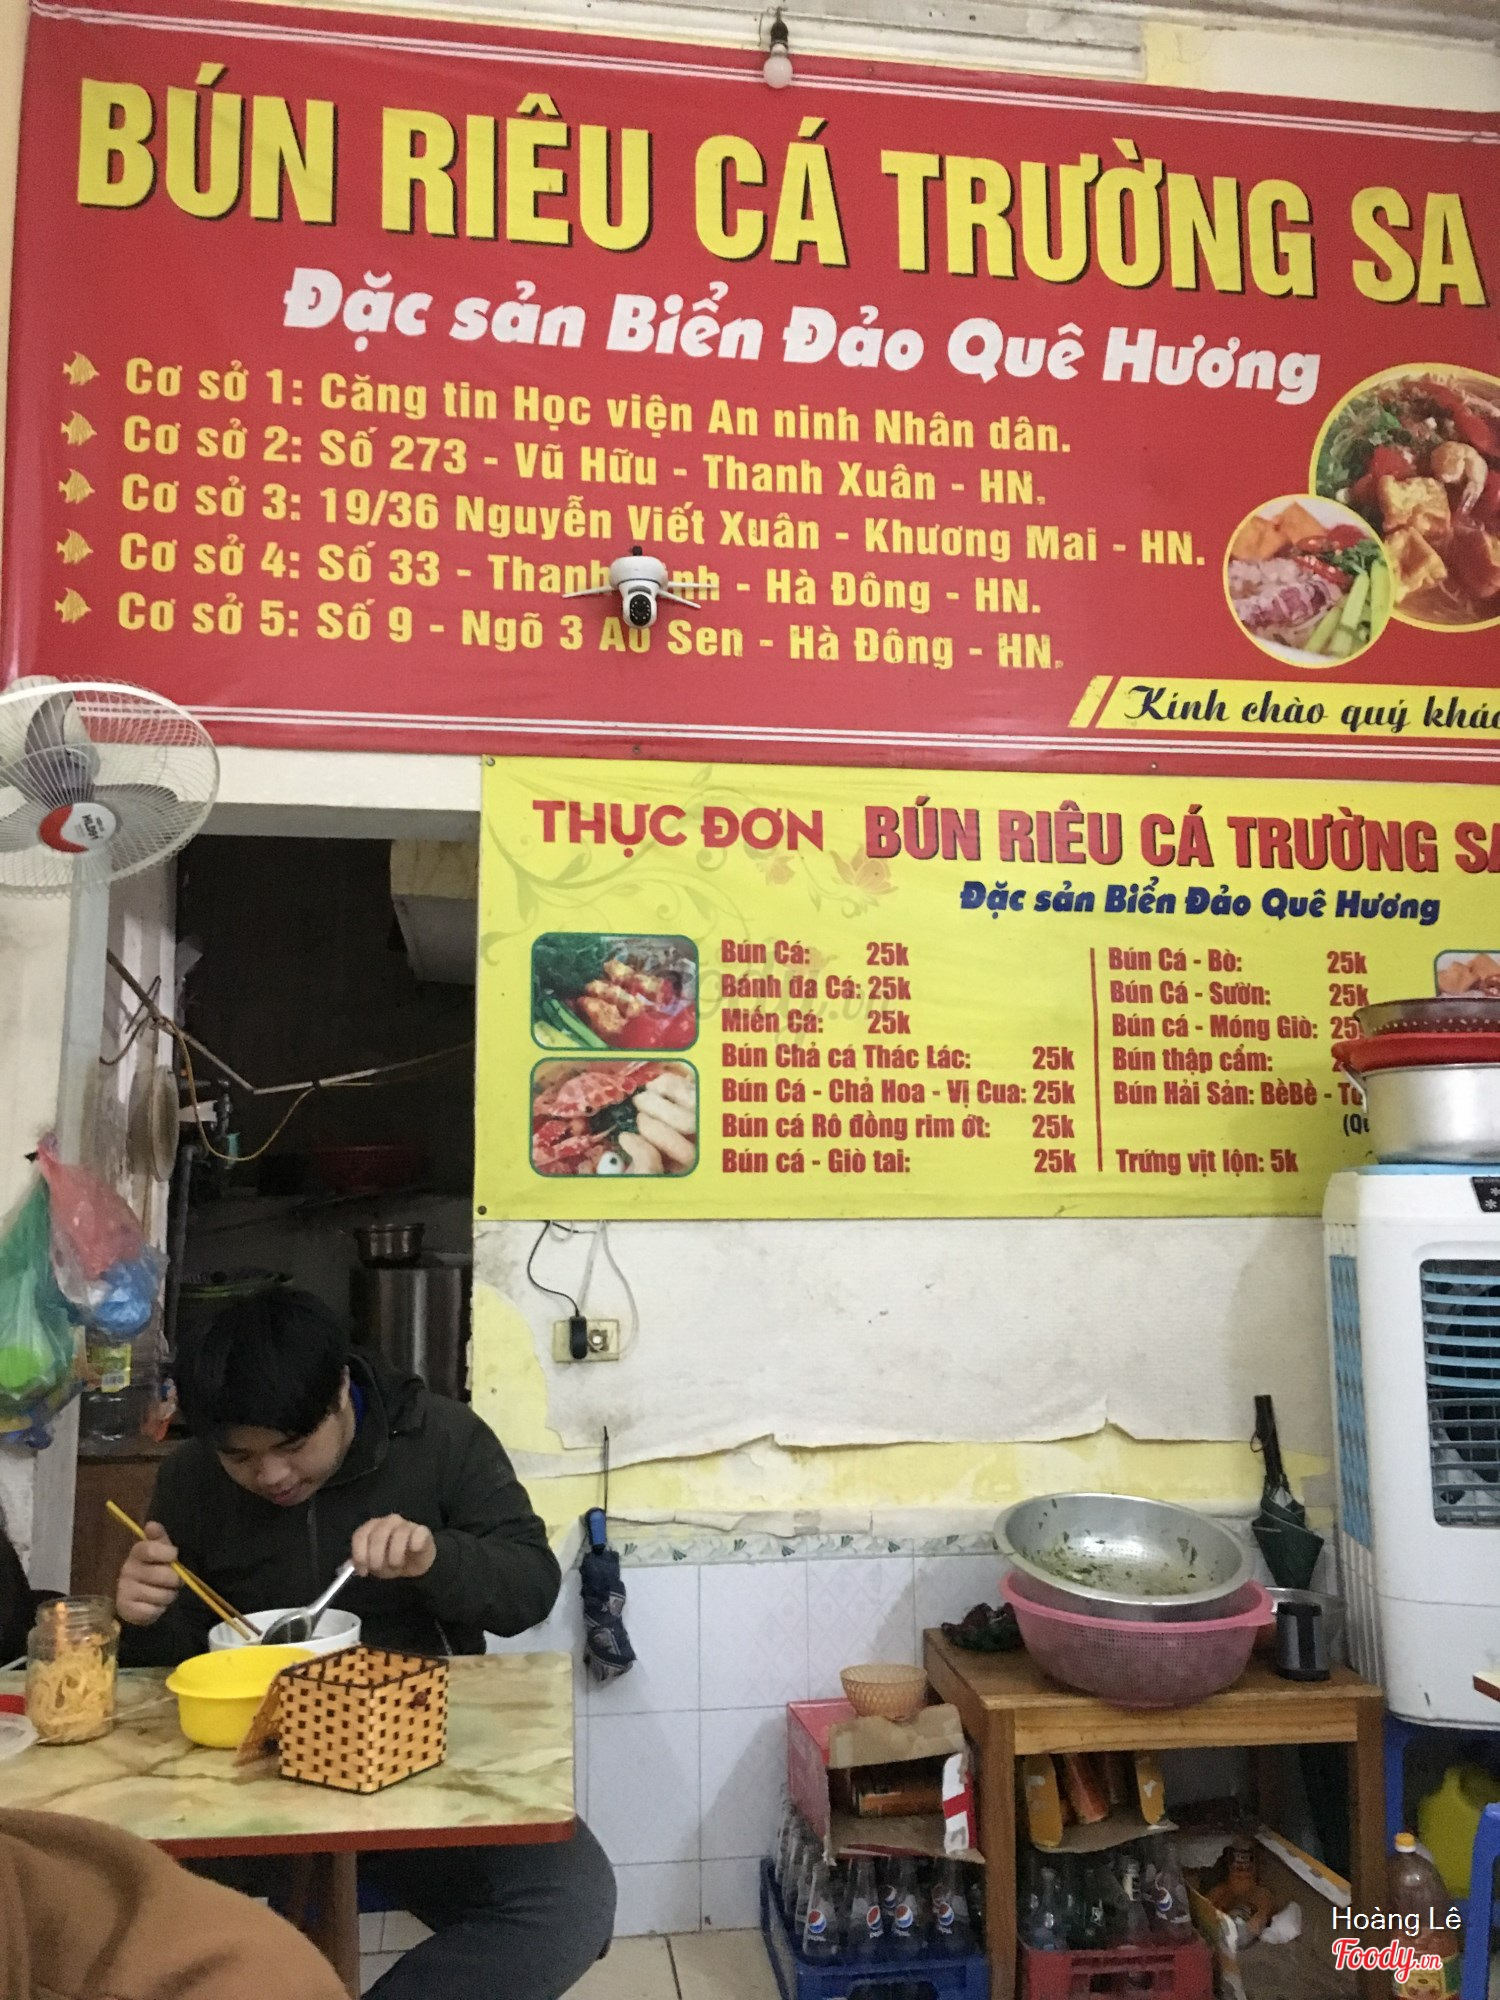 BÚN RIÊU CÁ TRƯỜNG SA
Đặc sản Biển Đảo Quê Hương
Cơ sở 1: Căng tin Học viện An ninh Nhân dân.
Cơ sở 2: Số 273 - Vũ Hữu - Thanh Xuân - HN.
Cơ sở 3: 19/36 Nguyễn Viết Xuân - Khương Mai - HN.
Cơ sở 4: Số 33 - - Hà Đông - HN.
Cơ sở 5: Số 9 - Ngõ 3 Ao Sen - Hà Đông - HN.
Kính chào quý
THỰC ĐƠN BÚN RIÊU CÁ TRƯỜNG SA
Đặc sản Biển Đảo Quê Hương
Bún Cá: 25k
Bánh đa Cá: 25k
Miến Cá: 25k
Bún Chả cá Thác Lác: 25k
Bún Cá - Chả Hoa - Vị Cua: 25k
Bún cá Rô đồng rim ớt: 25k
Bún cá - Giò tai: 25k
Bún Cá - Bò: 25k
Bún Cá - Sườn: 25k
Bún cá - Móng Giò:
Bún thập cẩm:
Bún Hải Sản: BèBè -
Trứng vịt lộn: 5k
pepsi
pepsi
pepsi
Hoàng Lê
Foody.vn